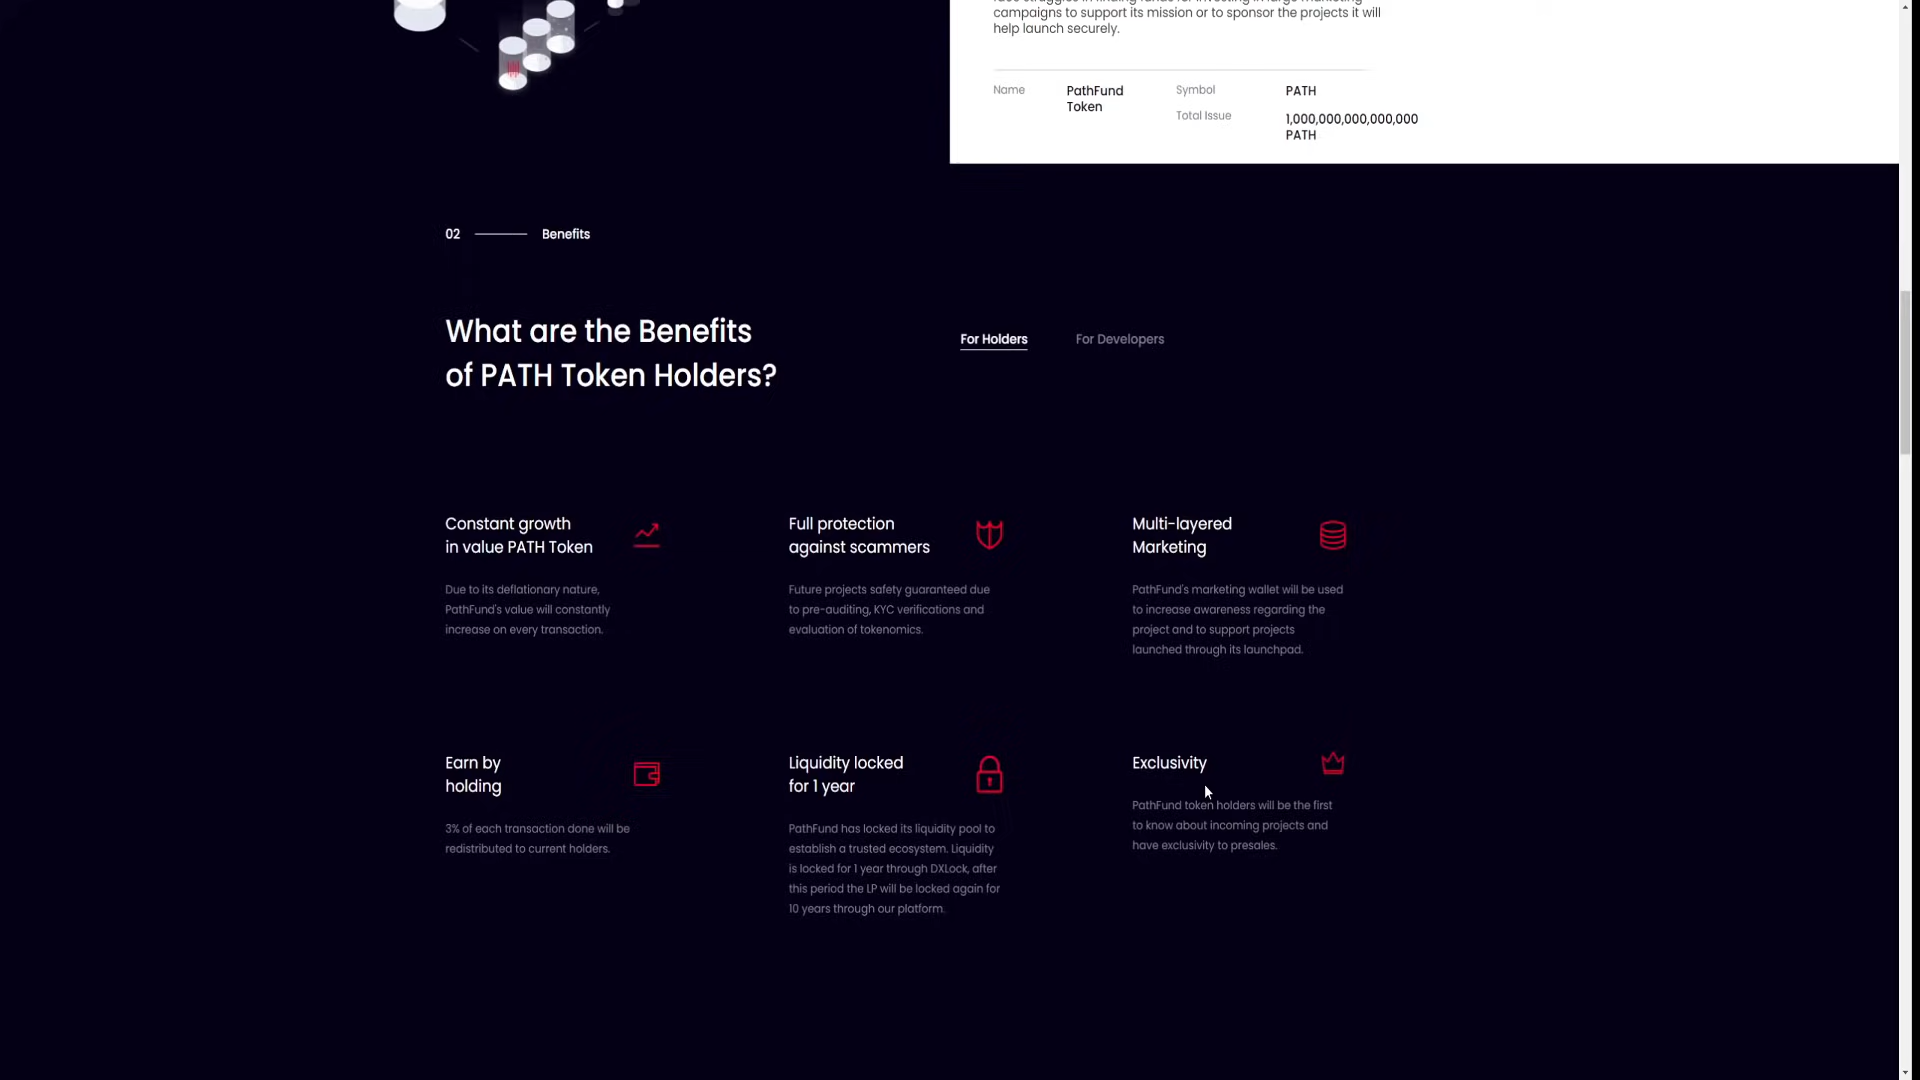 campaigns to support its mission or to sponsor the projects it will
help launch securely.
Name
PathFund
Token
Symbol
PATH
Total Issue
1,000,000,000,000,000
PATH
02
Benefits
What are the Benefits
of PATH Token Holders?
For Holders
For Developers
Constant growth
in value PATH Token
Due to its deflationary nature,
PathFund's value will constantly
increase on every transaction.
Full protection
against scammers
Future projects safety guaranteed due
to pre-auditing, KYC verifications and
evaluation of tokenomics.
Multi-layered
Marketing
PathFund's marketing wallet will be used
to increase awareness regarding the
project and to support projects
launched through its launchpad.
Earn by
holding
3% of each transaction done will be
redistributed to current holders.
Liquidity locked
for 1 year
PathFund has locked its liquidity pool to
establish a trusted ecosystem. Liquidity
is locked for 1 year through DXLock, after
this period the LP will be locked again for
10 years through our platform.
Exclusivity
PathFund token holders will be the first
to know about incoming projects and
have exclusivity to presales.